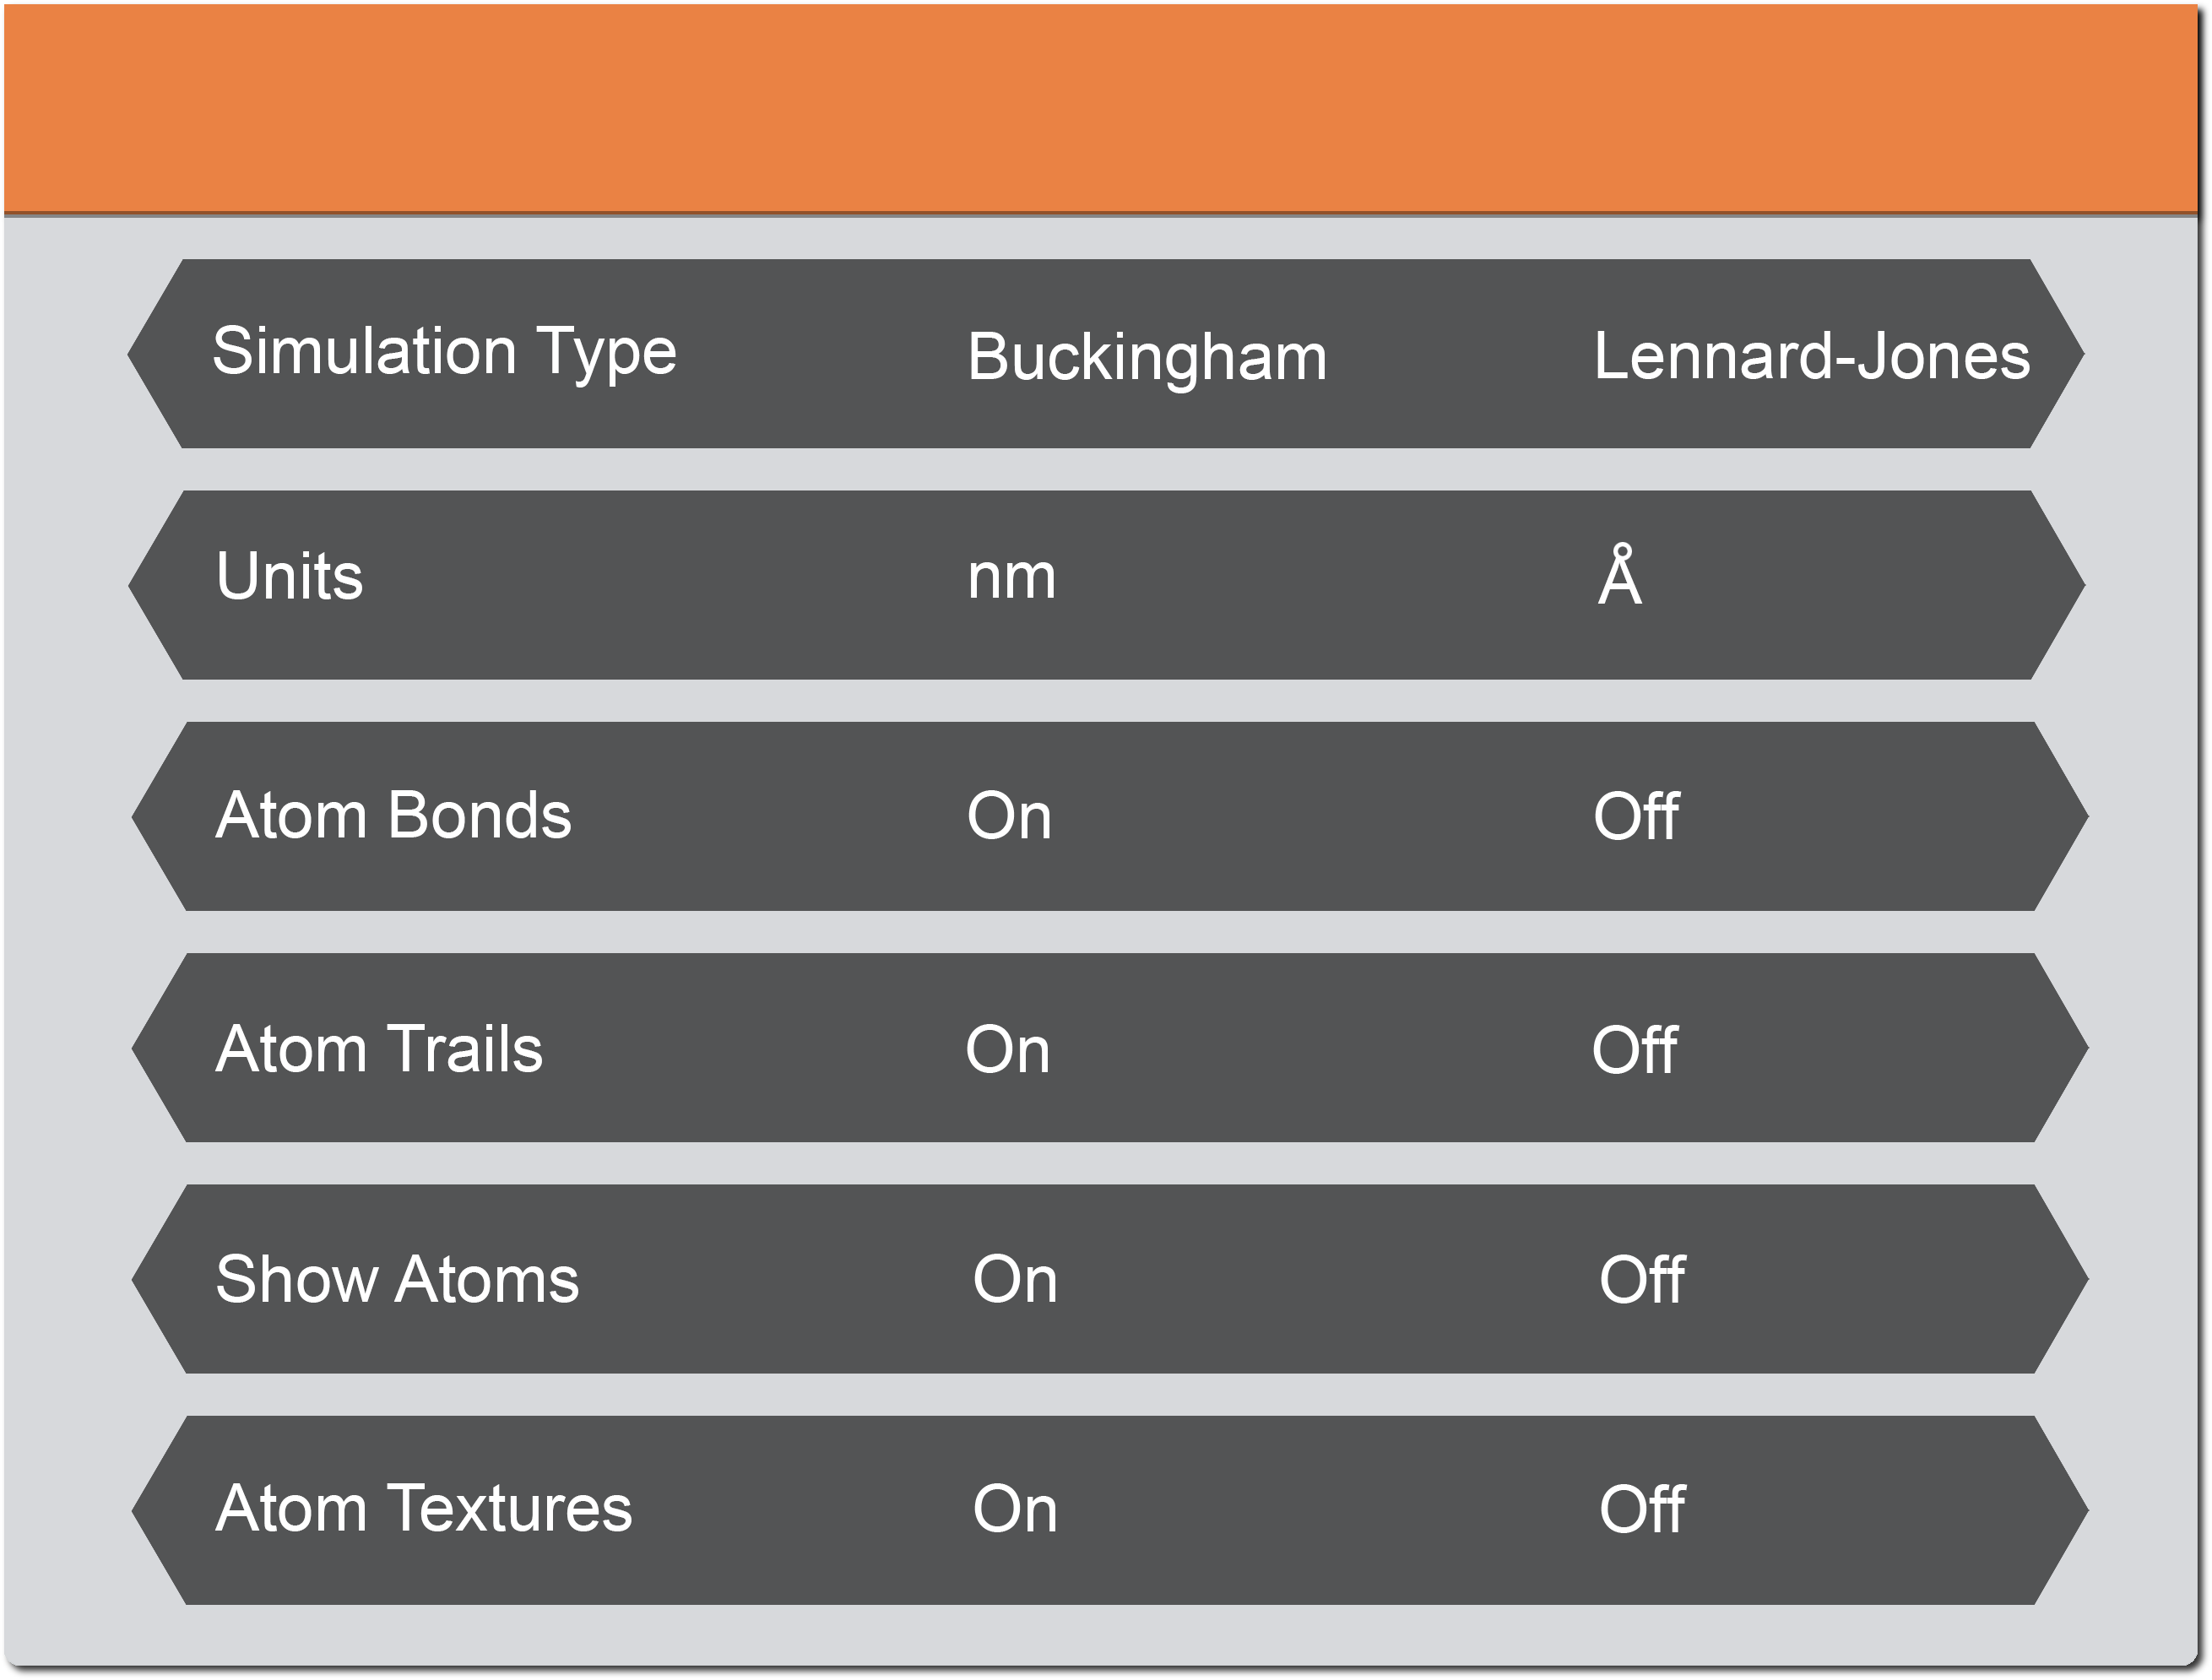 Simulation Type Buckingham Lennard-Jones
Units nm Å
Atom Bonds On Off
Atom Trails On Off
Show Atoms On Off
Atom Textures On Off